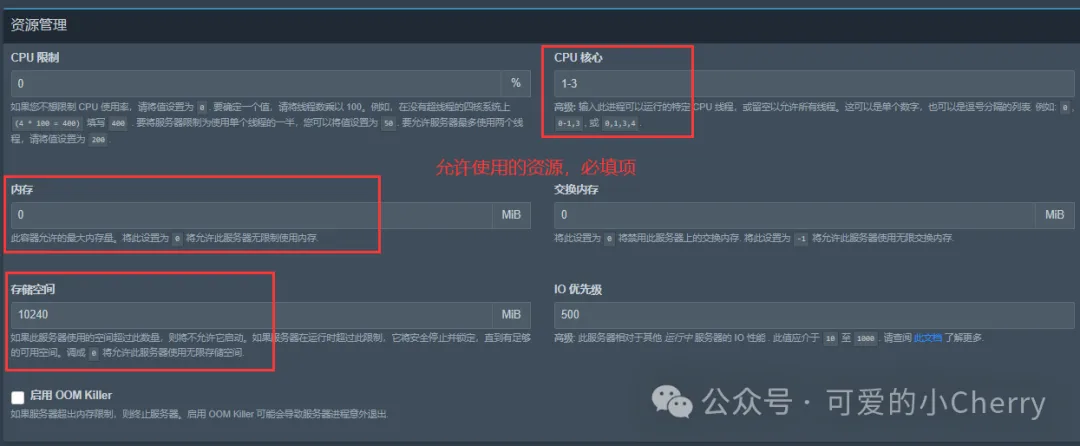 资源管理
CPU 限制
0 %
如果您不想限制 CPU 使用率，请将值设置为 0 . 要确定一个值，请将线程数乘以 100。例如，在没有超线程的四核系统上
(4 * 100 = 400) 填写 400 . 要将服务器限制为使用单个线程的一半，您可以将值设置为 50 . 要允许服务器最多使用两个线
程，请将值设置为 200
CPU 核心
1-3
高级: 输入此进程可以运行的特定 CPU 线程，或留空以允许所有线程。这可以是单个数字，也可以是逗号分隔的列表. 例如: 0 ,
0-1,3 , 或 0,1,3,4 .
允许使用的资源，必填项
内存
0 MiB
此容器允许的最大内存量。将此设置为 0 将允许此服务器无限制使用内存.
交换内存
0 MiB
将此设置为 0 将禁用此服务器上的交换内存. 将此设置为 -1 将允许此服务器使用无限交换内存.
存储空间
10240 MiB
如果此服务器使用的空间超过此数量，则将不允许它启动。如果服务器在运行时超过此限制，它将安全停止并锁定，直到有足够
的可用空间。调成 0 将允许此服务器使用无限存储空间.
IO 优先级
500
高级: 此服务器相对于其他 运行中 服务器的 IO 性能 . 此值应介于 10 至 1000 . 请查阅 此文档 了解更多.
启用 OOM Killer
如果服务器超出内存限制，则终止服务器。启用 OOM Killer 可能会导致服务器进程意外退出.
公众号 · 可爱的小Cherry